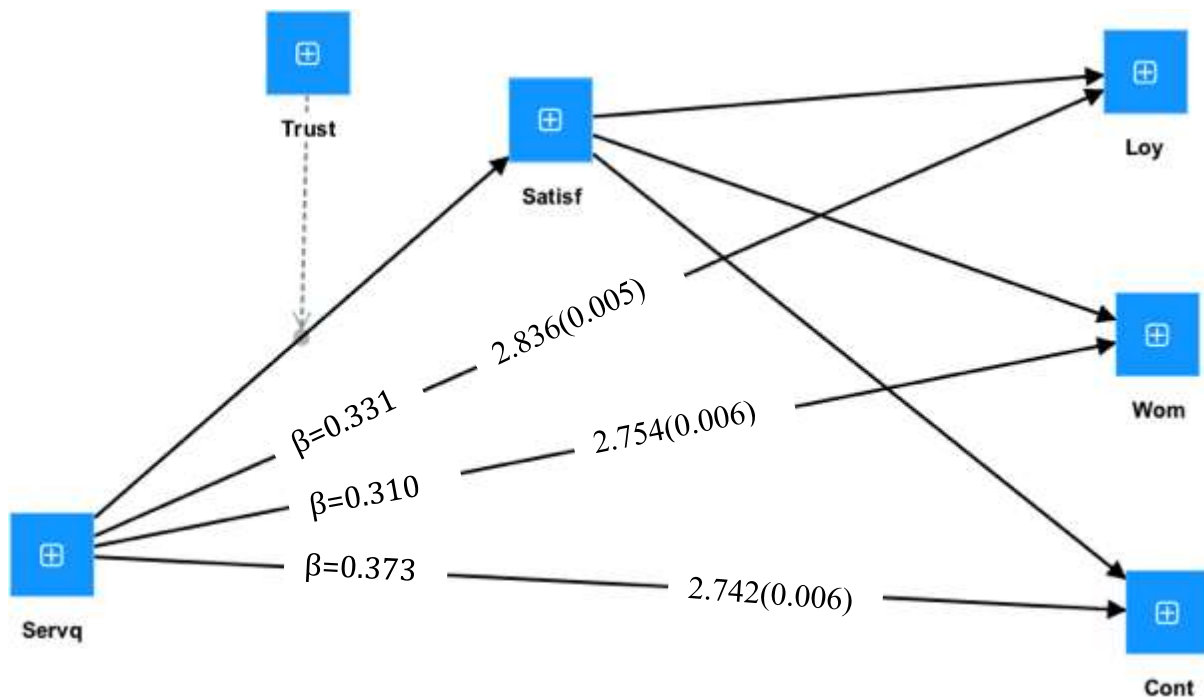 Trust
Loy
Satisf
2.836(0.005)
β=0.331
Wom
2.754(0.006)
β=0.310
β=0.373
2.742(0.006)
Servq
Cont